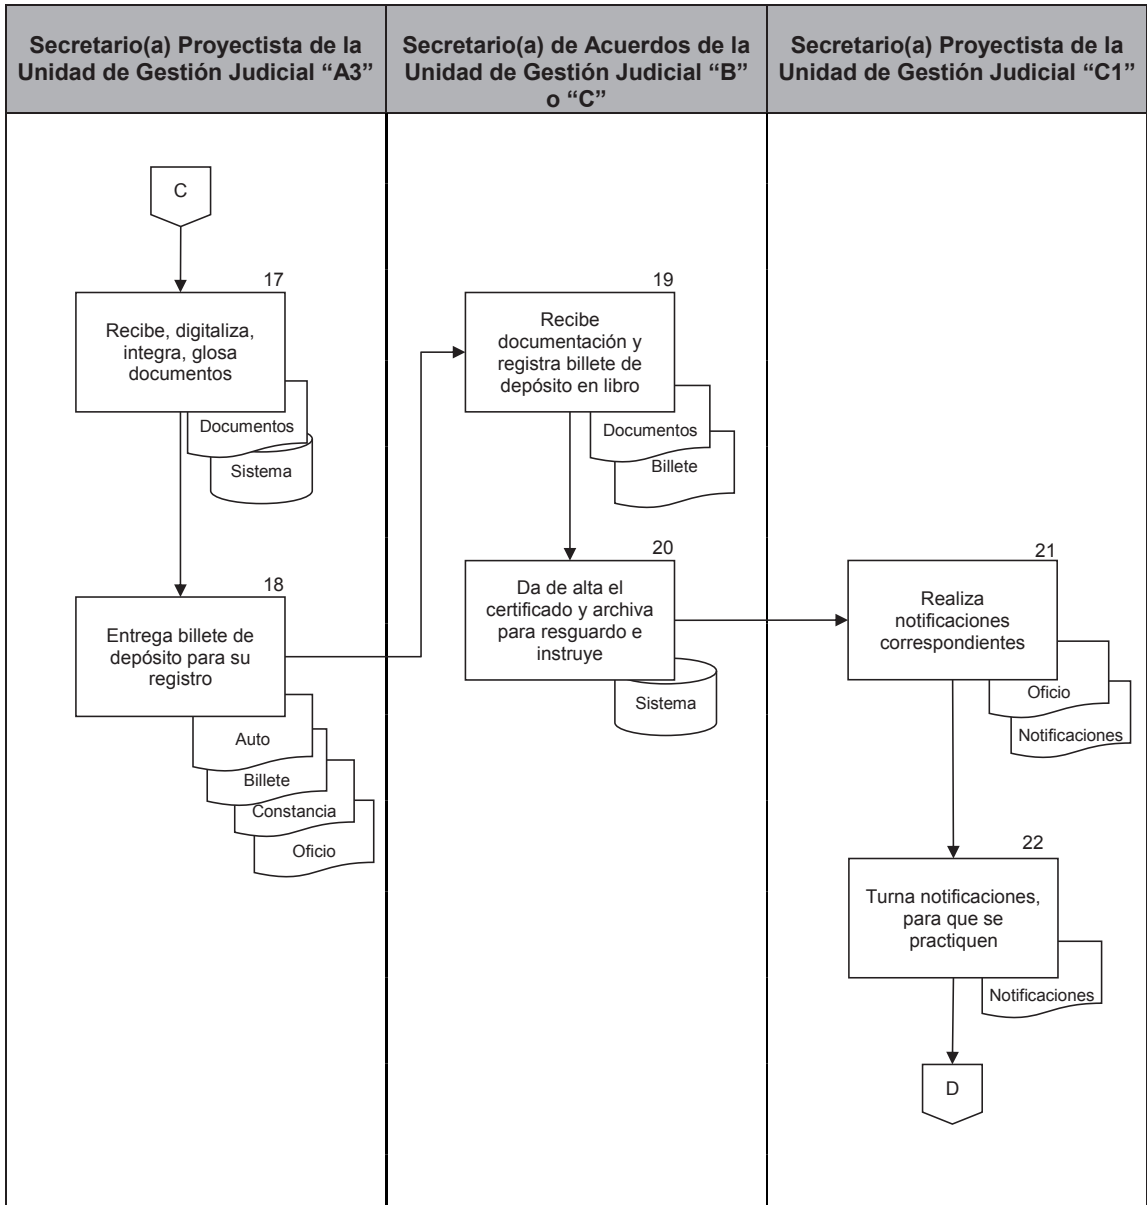 Secretario(a) Proyectista de la
Unidad de Gestión Judicial “A3”
Secretario(a) de Acuerdos de la
Unidad de Gestión Judicial “B”
o “C”
Secretario(a) Proyectista de la
Unidad de Gestión Judicial “C1”
C
17
Recibe, digitaliza,
integra, glosa
documentos
Documentos
Sistema
18
Entrega billete de
depósito para su
registro
Auto
Billete
Constancia
Oficio
19
Recibe
documentación y
registra billete de
depósito en libro
Documentos
Billete
20
Da de alta el
certificado y archiva
para resguardo e
instruye
Sistema
21
Realiza
notificaciones
correspondientes
Oficio
Notificaciones
22
Turna notificaciones,
para que se
practiquen
Notificaciones
D